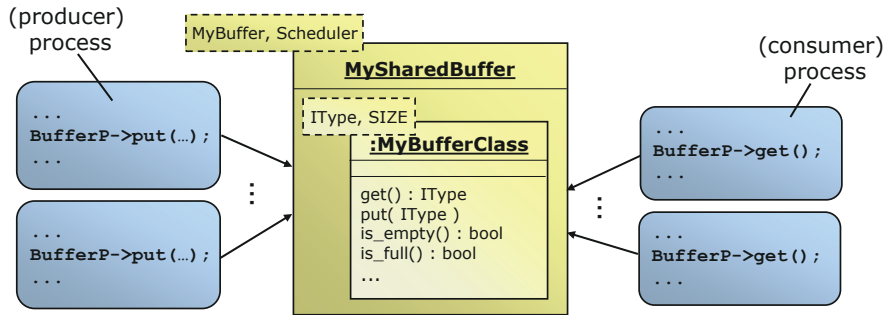 (producer)
process
...
BufferP->put(…);
...
⋮
...
BufferP->put(…);
...
MyBuffer, Scheduler
MySharedBuffer
IType, SIZE
:MyBufferClass
get() : IType
put( IType )
is_empty() : bool
is_full() : bool
...
(consumer)
process
...
BufferP->get();
...
⋮
...
BufferP->get();
...